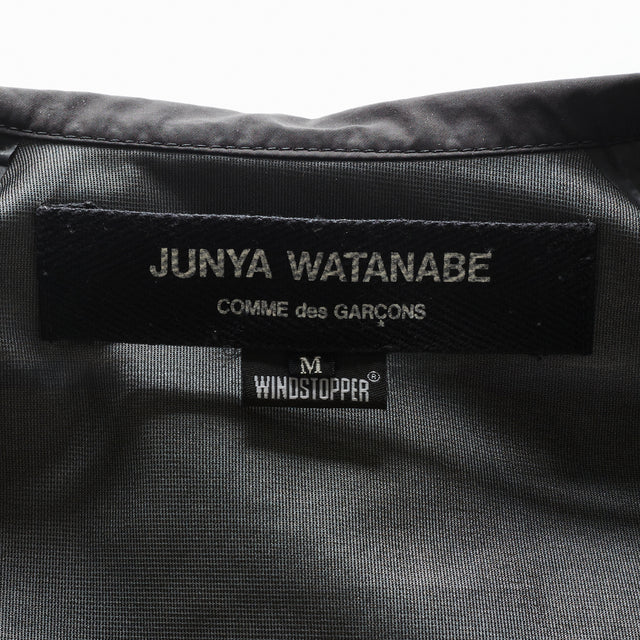 JUNYA WATANABE
COMME des GARÇONS
M
WINDSTOPPER®